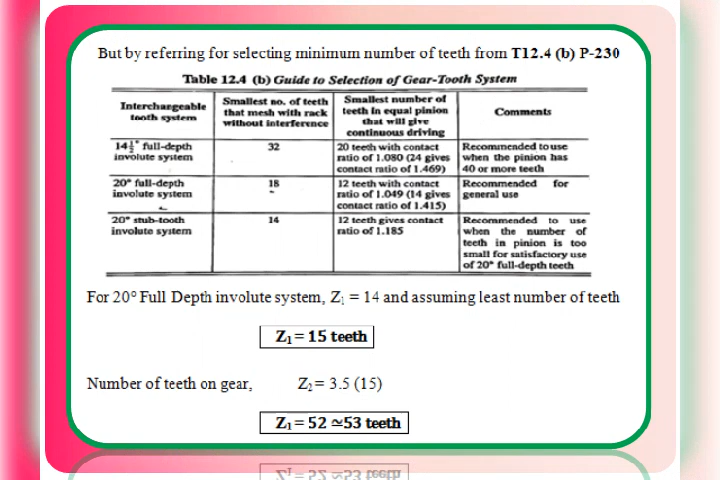 But by referring for selecting minimum number of teeth from T12.4 (b) P-230
Table 12.4 (b) Guide to Selection of Gear-Tooth System
Interchangeable
tooth system
Smallest no. of teeth
that mesh with rack
without interference
Smallest number of
teeth in equal pinion
that will give
continuous driving
Comments
14½° full-depth
involute system
32
20 teeth with contact
ratio of 1.080 (24 gives
contact ratio of 1.469)
Recommended to use
when the pinion has
40 or more teeth
20° full-depth
involute system
18
12 teeth with contact
ratio of 1.049 (14 gives
contact ratio of 1.415)
Recommended for
general use
20° stub-tooth
involute system
14
12 teeth gives contact
ratio of 1.185
Recommended to use
when the number of
teeth in pinion is too
small for satisfactory use
of 20° full-depth teeth
For 20° Full Depth involute system, Z₁ = 14 and assuming least number of teeth
Z₁ = 15 teeth
Number of teeth on gear, Z₂ = 3.5 (15)
Z₁ = 52 ≃53 teeth